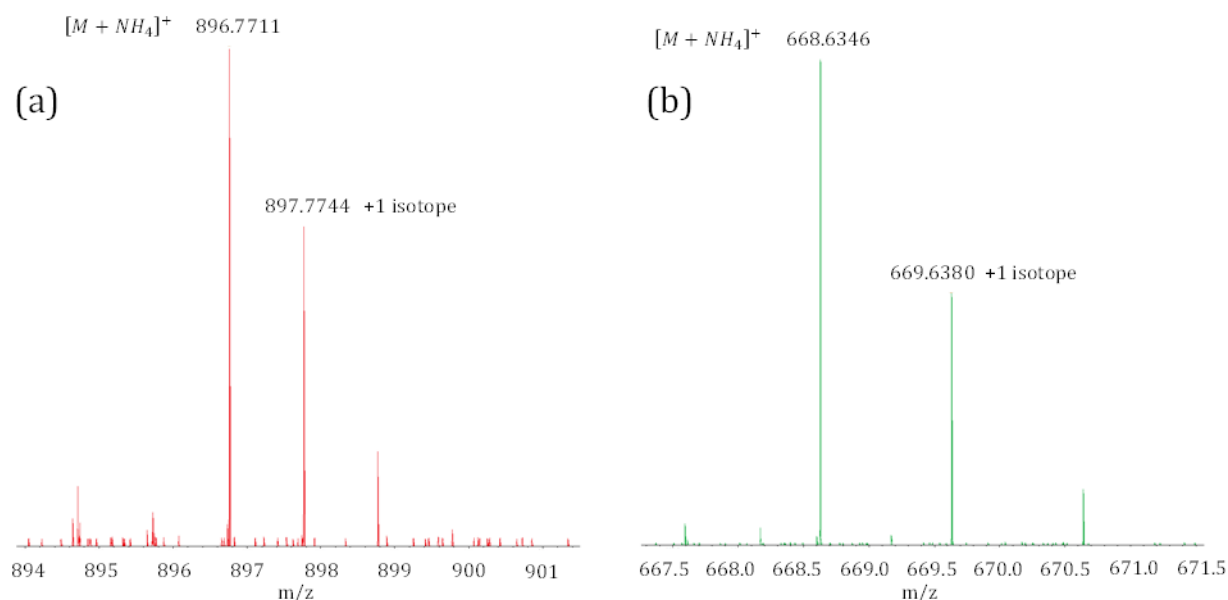 (a)
[M + NH₄]⁺ 896.7711
897.7744 +1 isotope
894 895 896 897 898 899 900 901
m/z
(b)
[M + NH₄]⁺ 668.6346
669.6380 +1 isotope
667.5 668.0 668.5 669.0 669.5 670.0 670.5 671.0 671.5
m/z